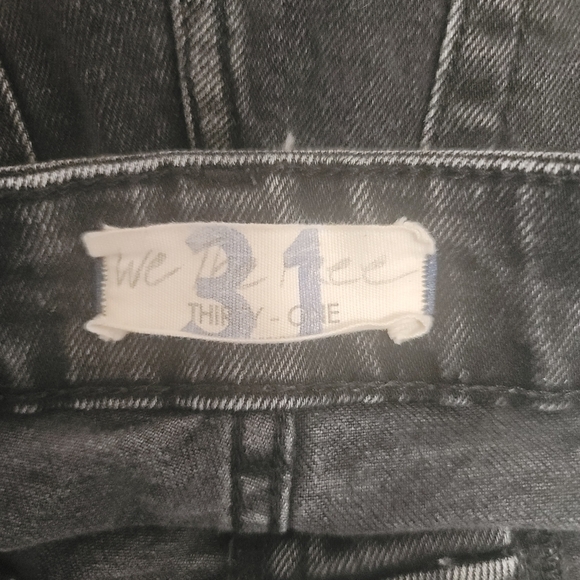 We The Free
31
THIRTY - ONE